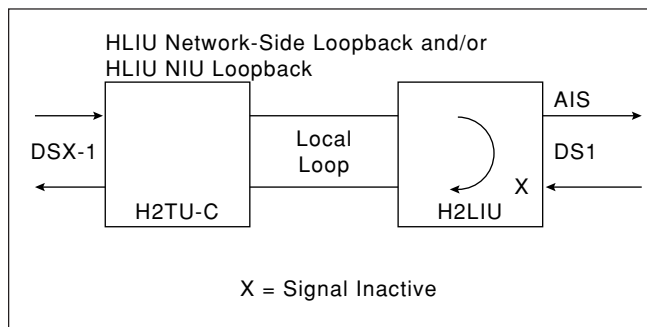 HLIU Network-Side Loopback and/or
HLIU NIU Loopback
AIS
DSX-1
Local
Loop
DS1
X
H2TU-C
H2LIU
X = Signal Inactive